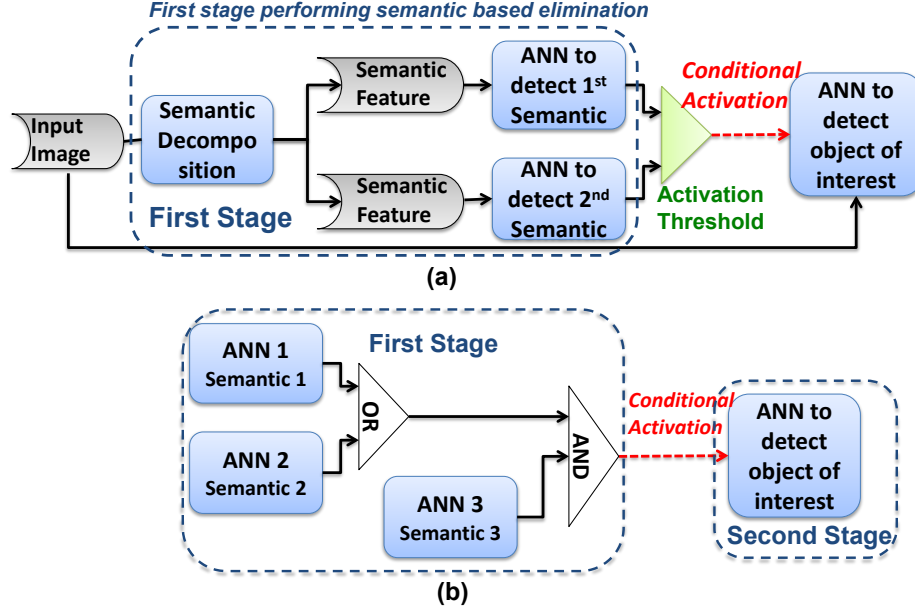 First stage performing semantic based elimination
Input
Image
Semantic
Decompo
sition
First Stage
Semantic
Feature
Semantic
Feature
ANN to
detect 1st
Semantic
ANN to
detect 2nd
Semantic
Activation
Threshold
Conditional
Activation
ANN to
detect
object of
interest
(a)
First Stage
ANN 1
Semantic 1
ANN 2
Semantic 2
OR
ANN 3
Semantic 3
AND
Conditional
Activation
ANN to
detect
object of
interest
Second Stage
(b)